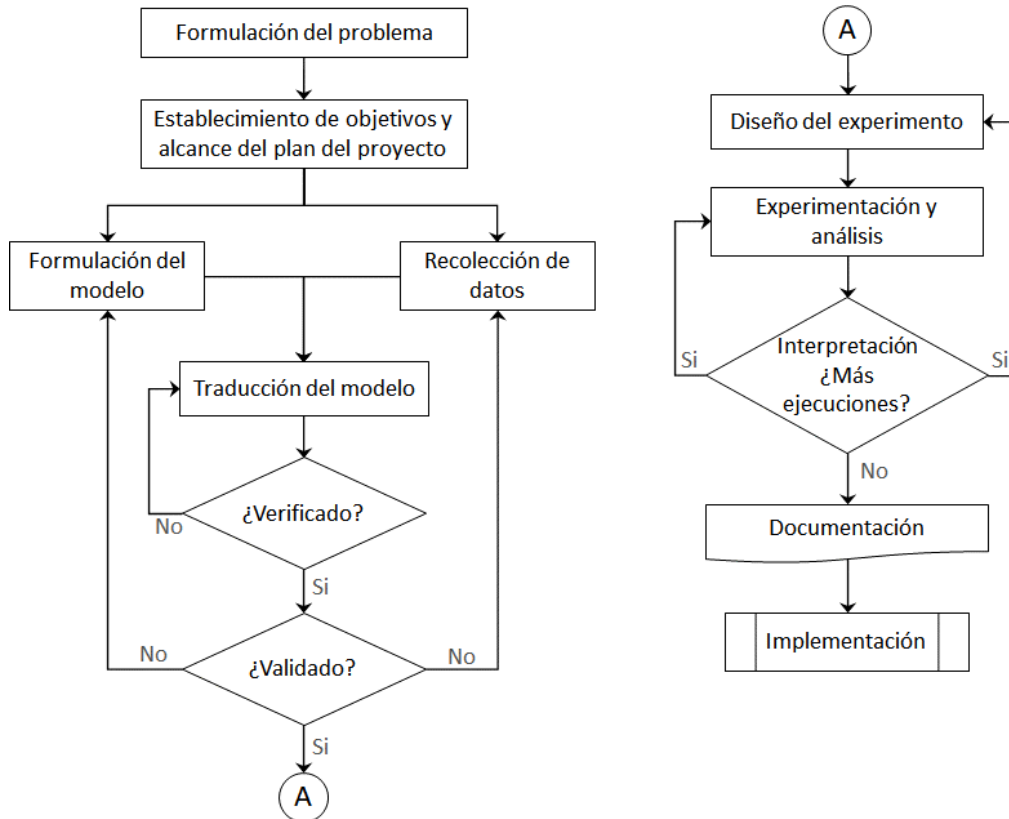 Formulación del problema
Establecimiento de objetivos y
alcance del plan del proyecto
Formulación del
modelo
Recolección de
datos
Traducción del modelo
¿Verificado?
No
Si
¿Validado?
No
No
Si
A
A
Diseño del experimento
Experimentación y
análisis
Interpretación
¿Más
ejecuciones?
Si
Si
No
Documentación
Implementación